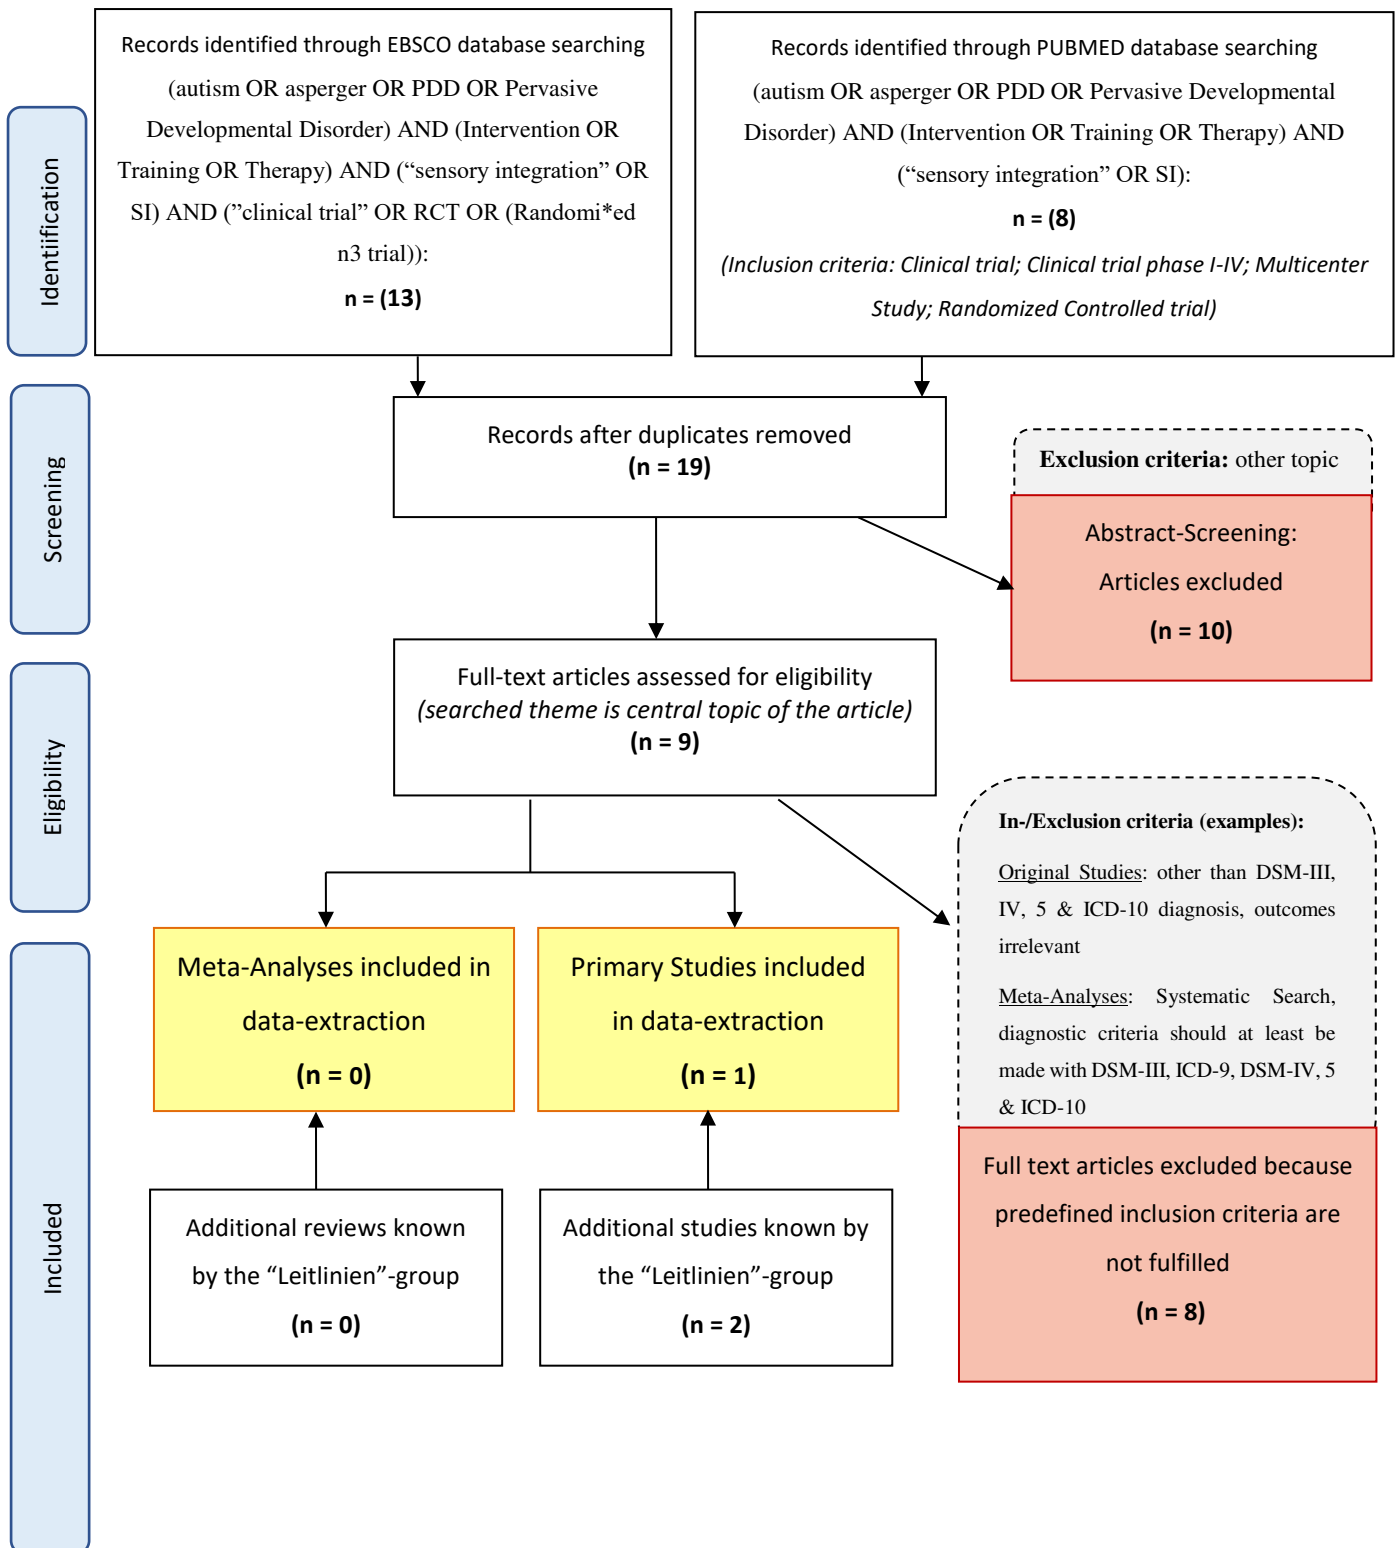 Identiification
Records identified through EBSCO database searching
(autism OR asperger OR PDD OR Pervasive
Developmental Disorder) AND (Intervention OR
Training OR Therapy) AND (“sensory integration” OR
SI) AND (”clinical trial” OR RCT OR (Randomi*ed
n3 trial)):
n = (13)
Records identified through PUBMED database searching
(autism OR asperger OR PDD OR Pervasive Developmental
Disorder) AND (Intervention OR Training OR Therapy) AND
(“sensory integration” OR SI):
n = (8)
(Inclusion criteria: Clinical trial; Clinical trial phase I-IV; Multicenter
Study; Randomized Controlled trial)
Screening
Records after duplicates removed
(n = 19)
Exclusion criteria: other topic
Abstract-Screening:
Articles excluded
(n = 10)
Eligibility
Full-text articles assessed for eligibility
(searched theme is central topic of the article)
(n = 9)
In-/Exclusion criteria (examples):
Original Studies: other than DSM-III,
IV, 5 & ICD-10 diagnosis, outcomes
irrelevant
Meta-Analyses: Systematic Search,
diagnostic criteria should at least be
made with DSM-III, ICD-9, DSM-IV, 5
& ICD-10
Full text articles excluded because
predefined inclusion criteria are
not fulfilled
(n = 8)
Included
Meta-Analyses included in
data-extraction
(n = 0)
Primary Studies included
in data-extraction
(n = 1)
Additional reviews known
by the “Leitlinien”-group
(n = 0)
Additional studies known by
the “Leitlinien”-group
(n = 2)